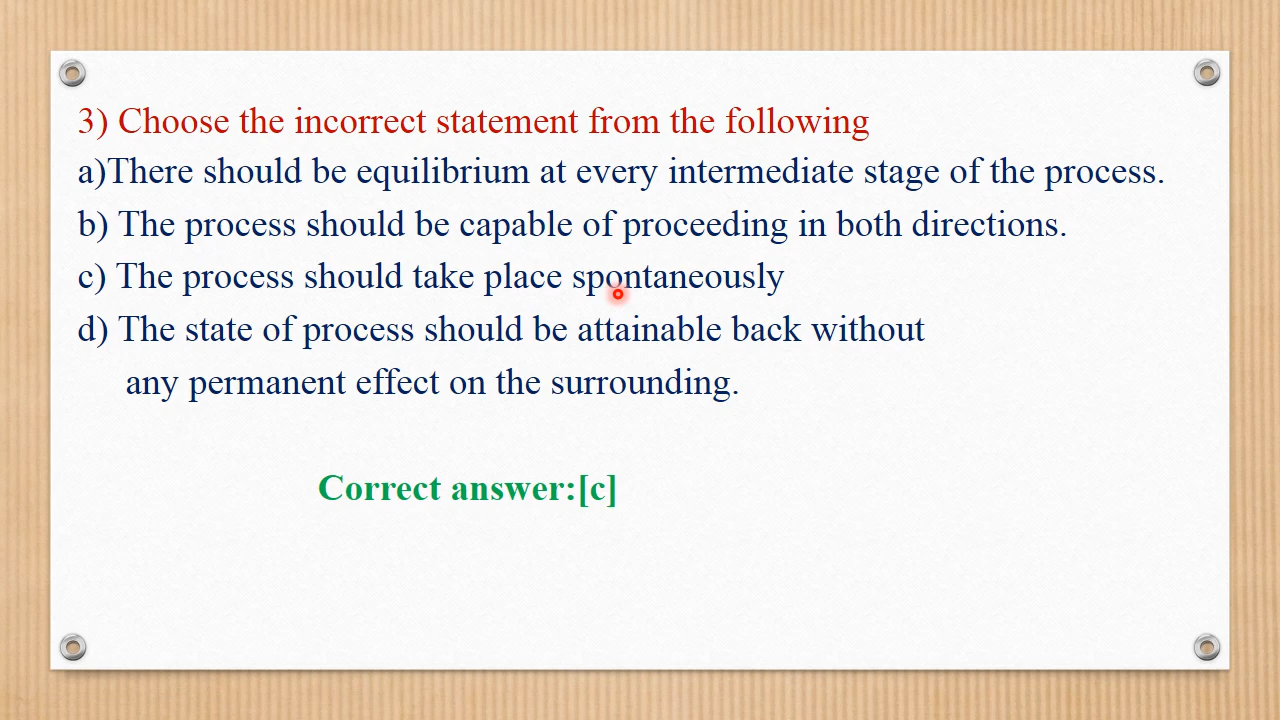 3) Choose the incorrect statement from the following
a)There should be equilibrium at every intermediate stage of the process.
b) The process should be capable of proceeding in both directions.
c) The process should take place spontaneously
d) The state of process should be attainable back without
any permanent effect on the surrounding.
Correct answer:[c]